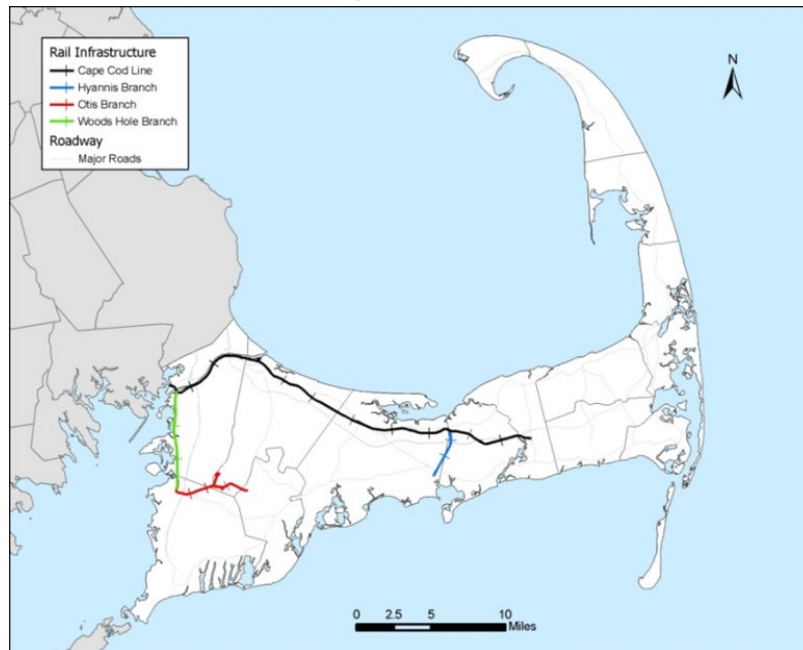 Rail Infrastructure
Cape Cod Line
Hyannis Branch
Otis Branch
Woods Hole Branch
Roadway
Major Roads
N
0 2.5 5 10
Miles